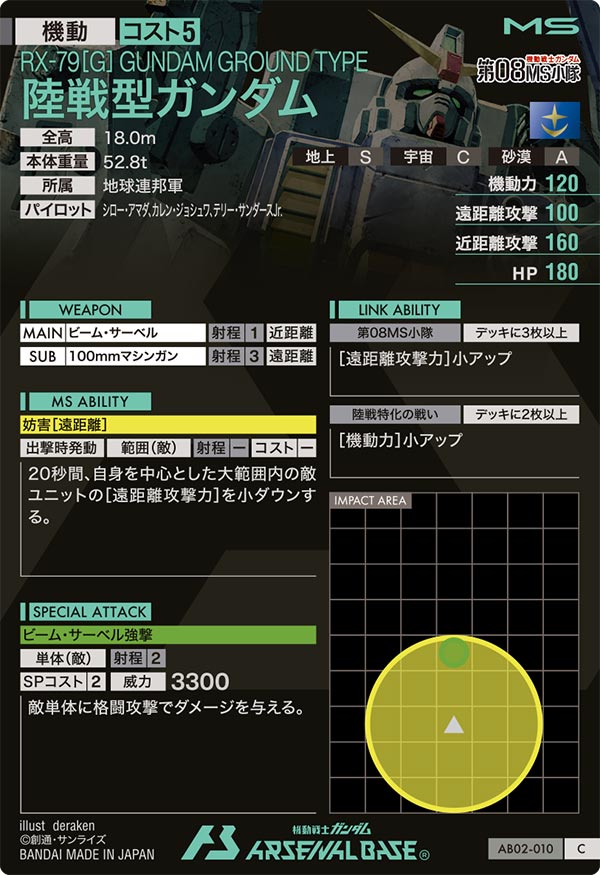 機動 コスト5
MS
RX-79[G] GUNDAM GROUND TYPE
陸戦型ガンダム
機動戦士ガンダム
第08MS小隊
全高 18.0m
本体重量 52.8t
所属 地球連邦軍
パイロット シロー・アマダ、カレン・ジョシュワ、テリー・サンダースJr.
地上 S 宇宙 C 砂漠 A
機動力 120
遠距離攻撃 100
近距離攻撃 160
HP 180
WEAPON
MAIN ビーム・サーベル 射程 1 近距離
SUB 100mmマシンガン 射程 3 遠距離
MS ABILITY
妨害[遠距離]
出撃時発動 範囲(敵) 射程 ー コスト ー
20秒間、自身を中心とした大範囲内の敵
ユニットの[遠距離攻撃力]を小ダウンす
る。
SPECIAL ATTACK
ビーム・サーベル強撃
単体(敵) 射程 2
SPコスト 2 威力 3300
敵単体に格闘攻撃でダメージを与える。
LINK ABILITY
第08MS小隊 デッキに3枚以上
[遠距離攻撃力]小アップ
陸戦特化の戦い デッキに2枚以上
[機動力]小アップ
IMPACT AREA
illust deraken
©創通・サンライズ
BANDAI MADE IN JAPAN
機動戦士ガンダム
AB ARSENAL BASE®
AB02-010 C